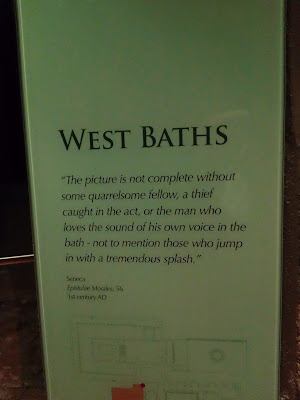 WEST BATHS
"The picture is not complete without
some quarrelsome fellow, a thief
caught in the act, or the man who
loves the sound of his own voice in the
bath - not to mention those who jump
in with a tremendous splash."
Seneca
Epistulae Morales, 56
1st century AD